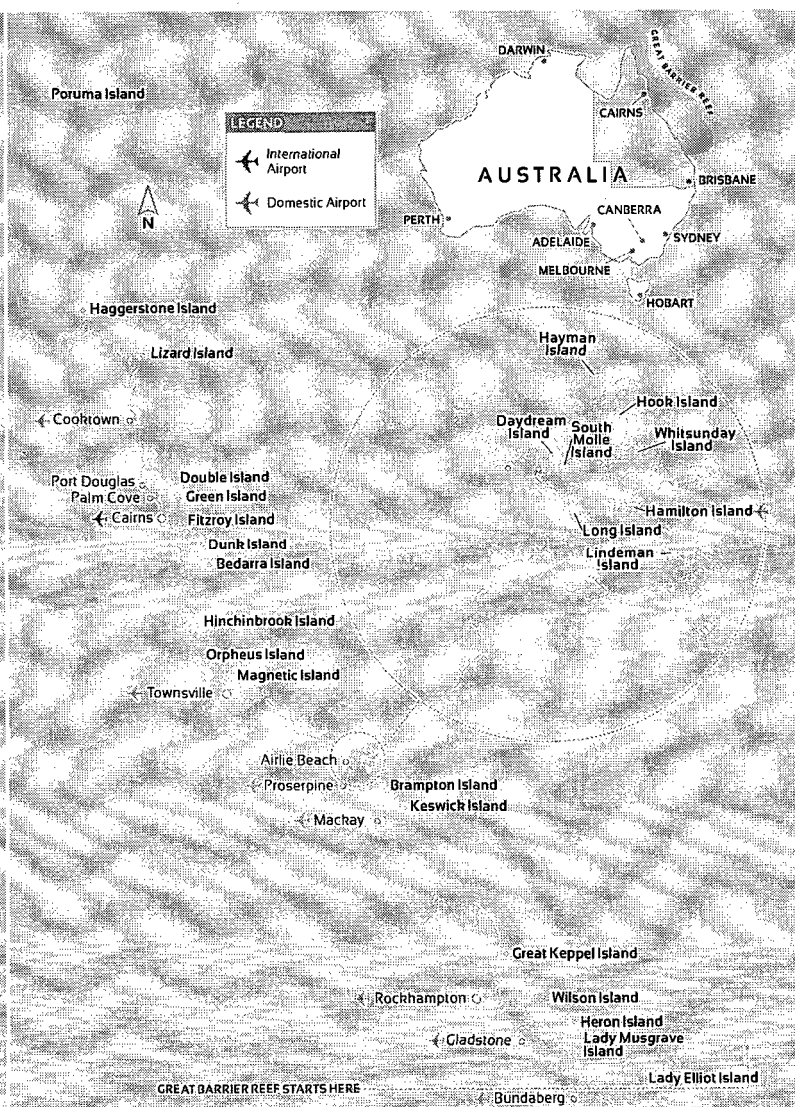 DARWIN
GREAT BARRIER REEF
Poruma Island
CAIRNS
LEGEND
International
Airport
Domestic Airport
AUSTRALIA
BRISBANE
CANBERRA
PERTH
ADELAIDE
SYDNEY
MELBOURNE
HOBART
N
Haggerstone Island
Lizard Island
Hayman
Island
Hook Island
Daydream
Island
South
Molle
Island
Whitsunday
Island
Cooktown
Port Douglas
Double Island
Palm Cove
Green Island
Cairns
Fitzroy Island
Hamilton Island
Long Island
Lindeman
Island
Dunk Island
Bedarra Island
Hinchinbrook Island
Orpheus Island
Magnetic Island
Townsville
Airlie Beach
Proserpine
Brampton Island
Keswick Island
Mackay
Great Keppel Island
Rockhampton
Wilson Island
Heron Island
Gladstone
Lady Musgrave
Island
Lady Elliot Island
GREAT BARRIER REEF STARTS HERE
Bundaberg